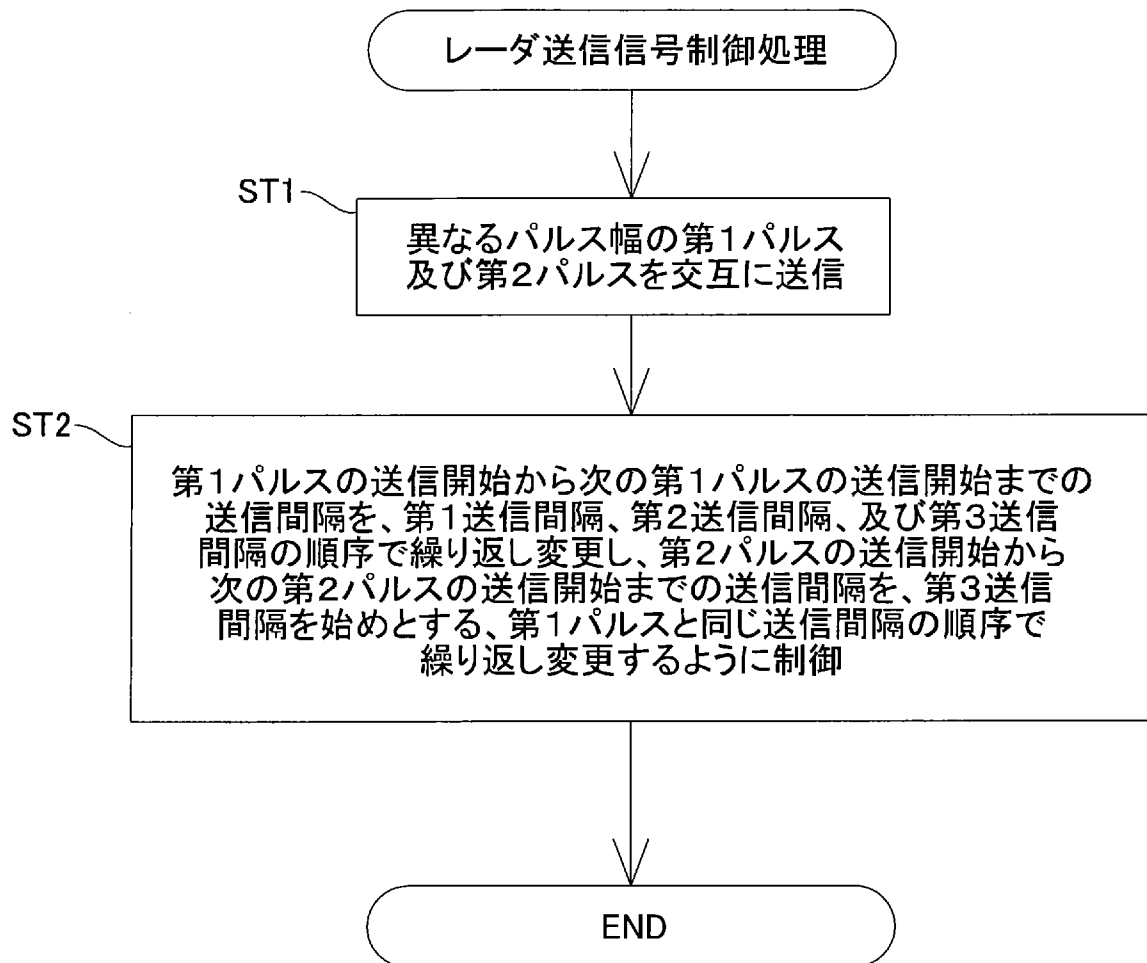 レーダ送信信号制御処理
ST1
異なるパルス幅の第1パルス
及び第2パルスを交互に送信
ST2
第1パルスの送信開始から次の第1パルスの送信開始までの
送信間隔を、第1送信間隔、第2送信間隔、及び第3送信
間隔の順序で繰り返し変更し、第2パルスの送信開始から
次の第2パルスの送信開始までの送信間隔を、第3送信
間隔を始めとする、第1パルスと同じ送信間隔の順序で
繰り返し変更するように制御
END